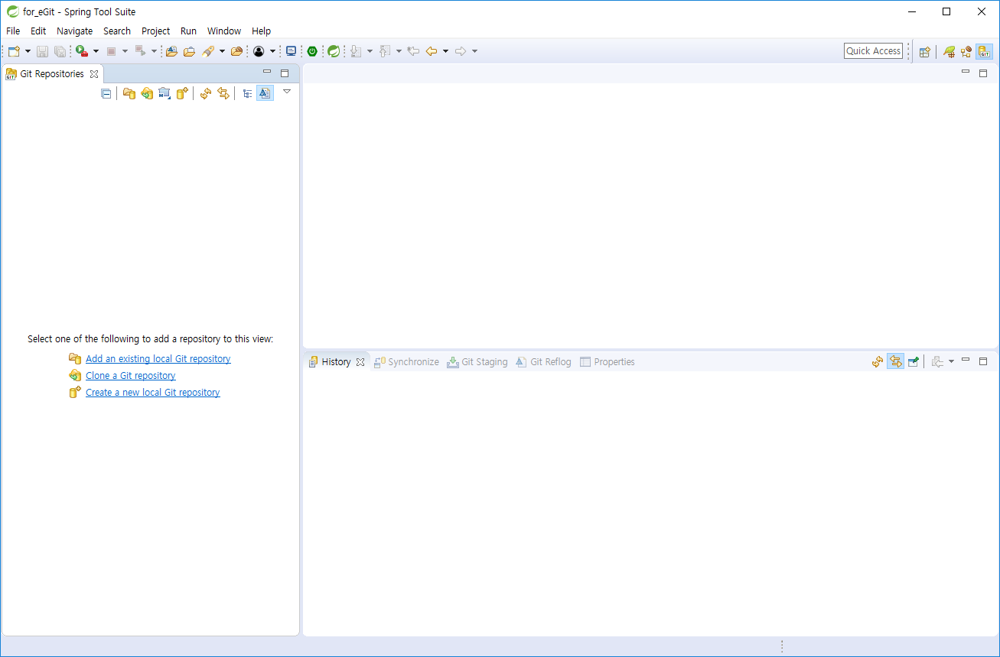 for_eGit - Spring Tool Suite
File Edit Navigate Search Project Run Window Help
Quick Access
Git Repositories
Select one of the following to add a repository to this view:
Add an existing local Git repository
Clone a Git repository
Create a new local Git repository
History Synchronize Git Staging Git Reflog Properties